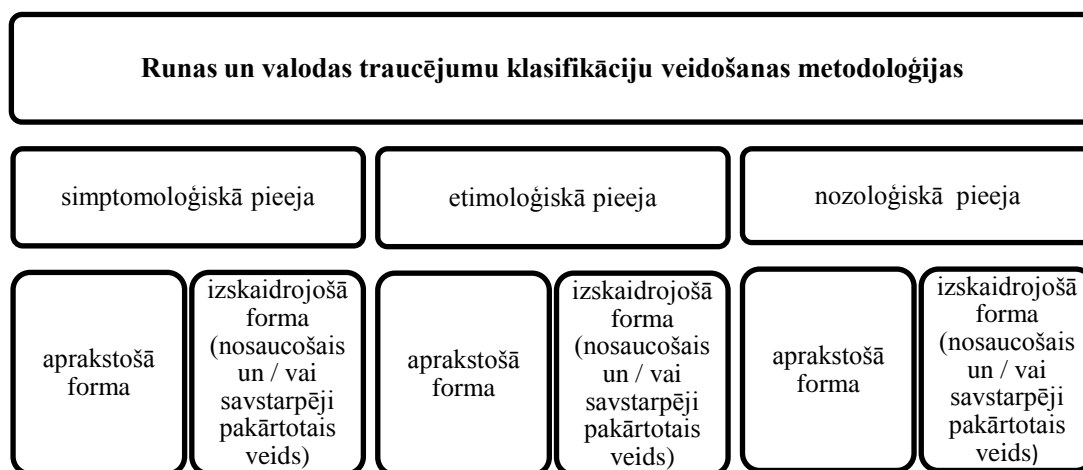 Runas un valodas traucējumu klasifikāciju veidošanas metodoloģijas
simptomoloģiskā pieeja
etimoloģiskā pieeja
nozoloģiskā pieeja
aprakstošā
forma
izskaidrojošā
forma
(nosaucošais
un / vai
savstarpēji
pakārtotais
veids)
aprakstošā
forma
izskaidrojošā
forma
(nosaucošais
un / vai
savstarpēji
pakārtotais
veids)
aprakstošā
forma
izskaidrojošā
forma
(nosaucošais
un / vai
savstarpēji
pakārtotais
veids)